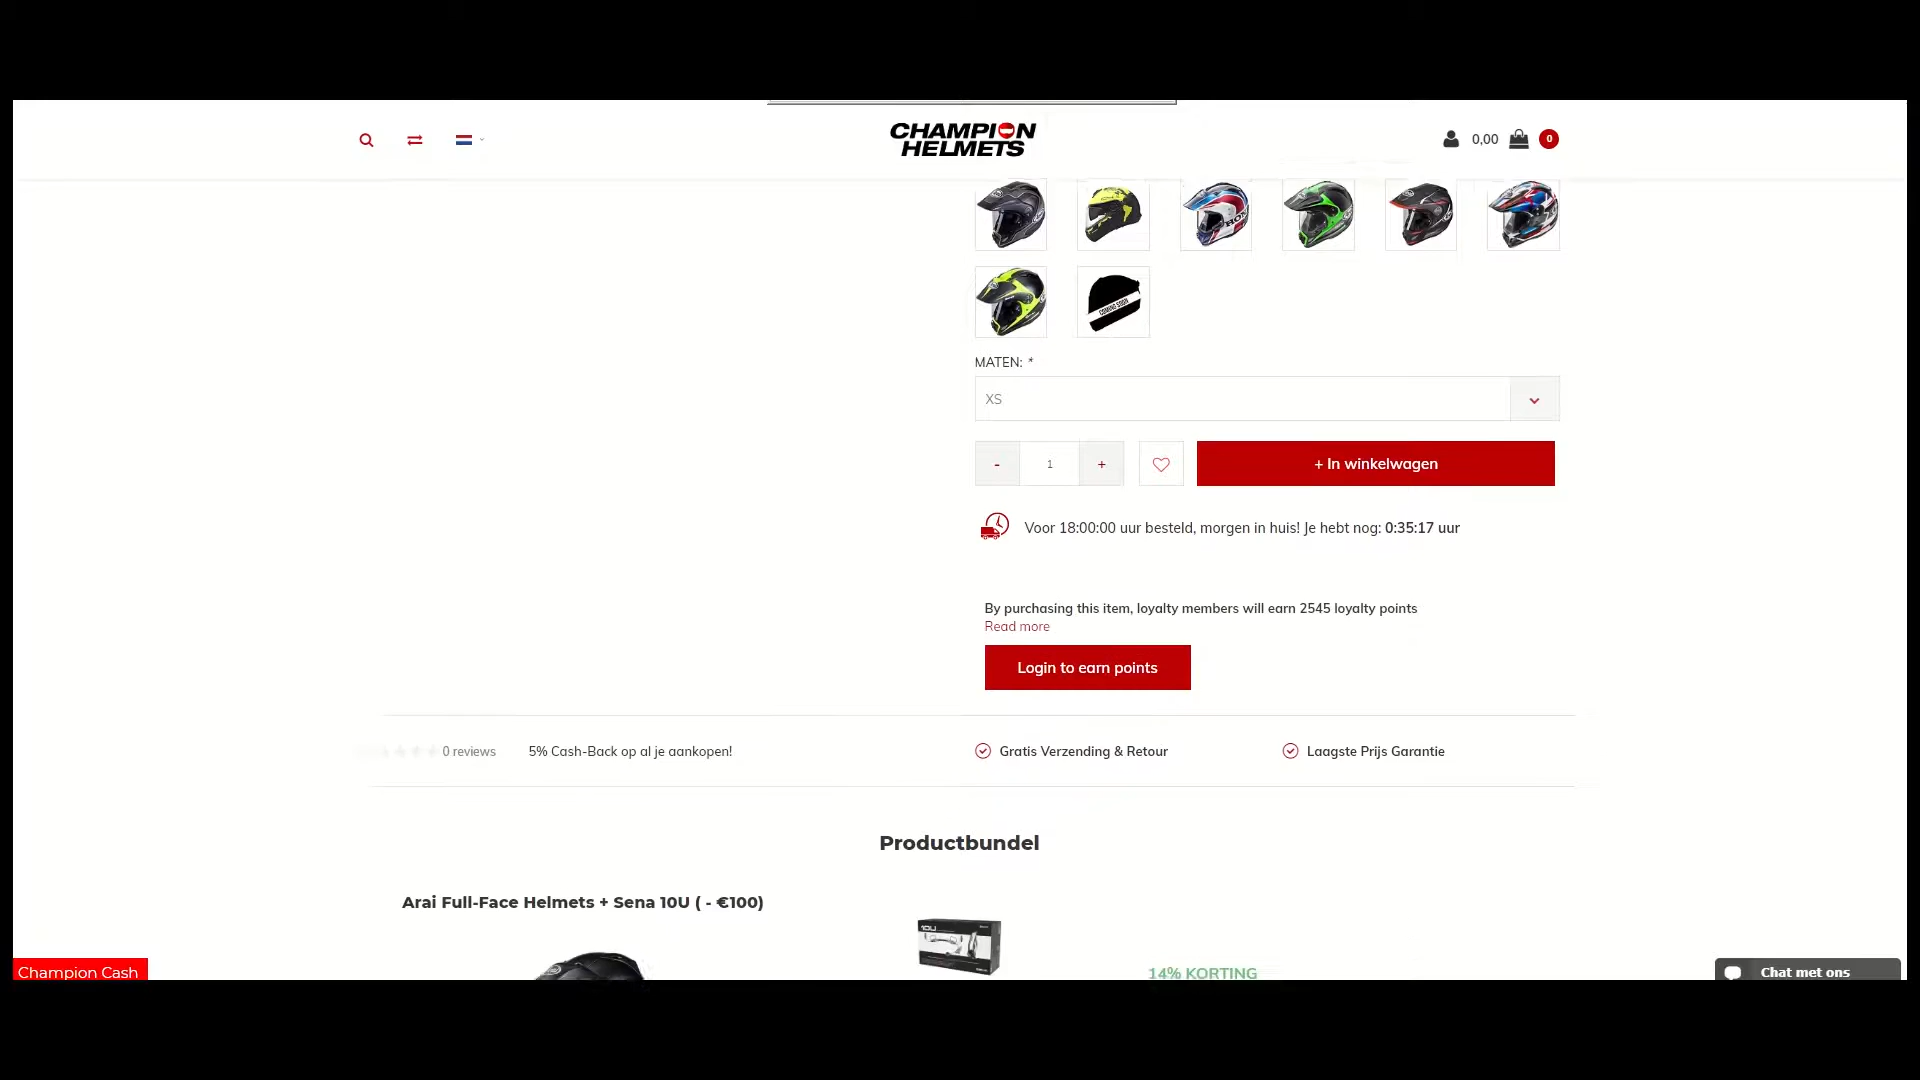 CHAMPION
HELMETS
0,00
0
COMING SOON
MATEN: *
XS
-
1
+
+ In winkelwagen
Voor 18:00:00 uur besteld, morgen in huis! Je hebt nog: 0:35:17 uur
By purchasing this item, loyalty members will earn 2545 loyalty points
Read more
Login to earn points
0 reviews
5% Cash-Back op al je aankopen!
Gratis Verzending & Retour
Laagste Prijs Garantie
Productbundel
Arai Full-Face Helmets + Sena 10U ( - €100)
10U
14% KORTING
Champion Cash
Chat met ons